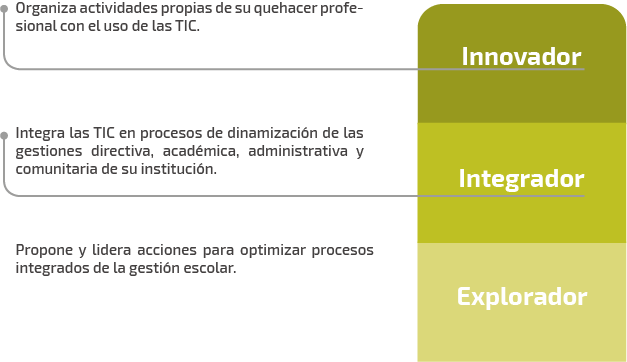 Organiza actividades propias de su quehacer profe-
sional con el uso de las TIC.
Innovador
Integra las TIC en procesos de dinamización de las
gestiones directiva, académica, administrativa y
comunitaria de su institución.
Integrador
Propone y lidera acciones para optimizar procesos
integrados de la gestión escolar.
Explorador